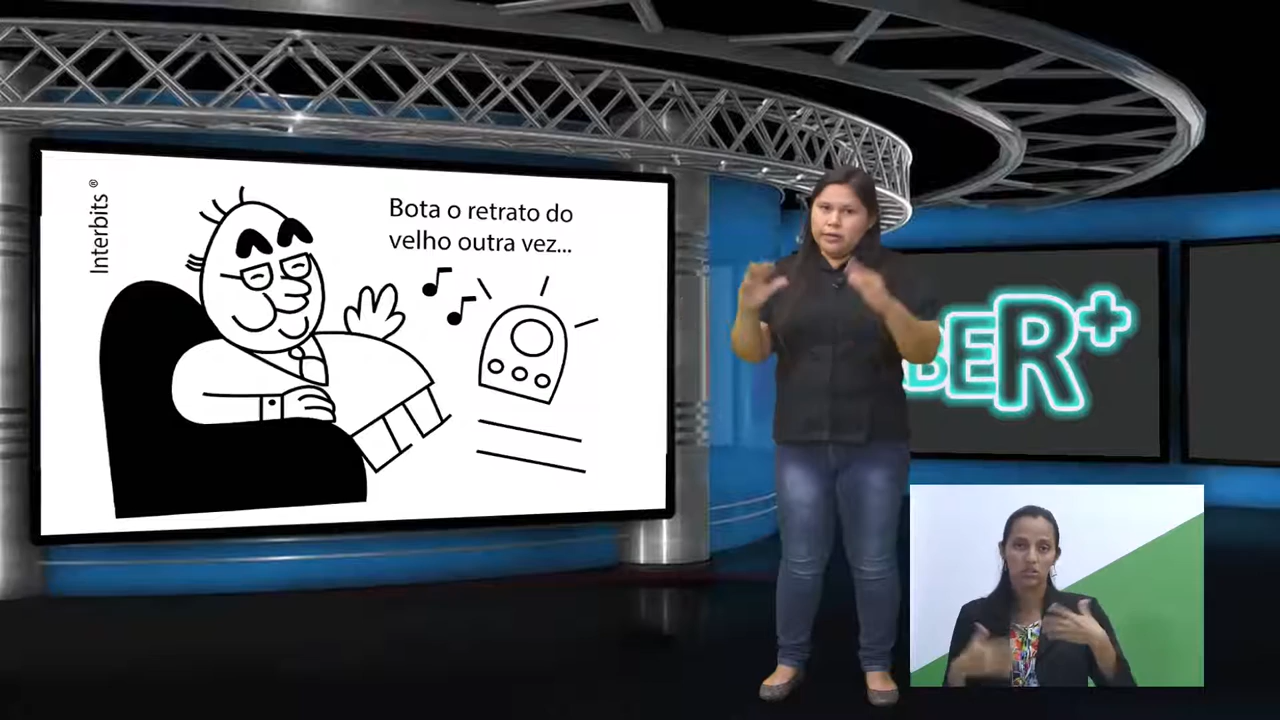 Interbits ®
Bota o retrato do
velho outra vez...
BER+